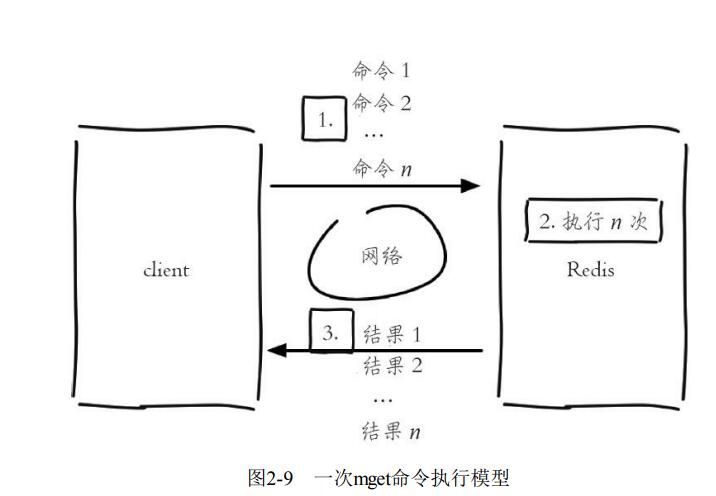 命令 1
1. 命令 2
...
命令 n
2. 执行 n 次
网络
client
Redis
3. 结果 1
结果 2
...
结果 n
图2-9 一次mget命令执行模型